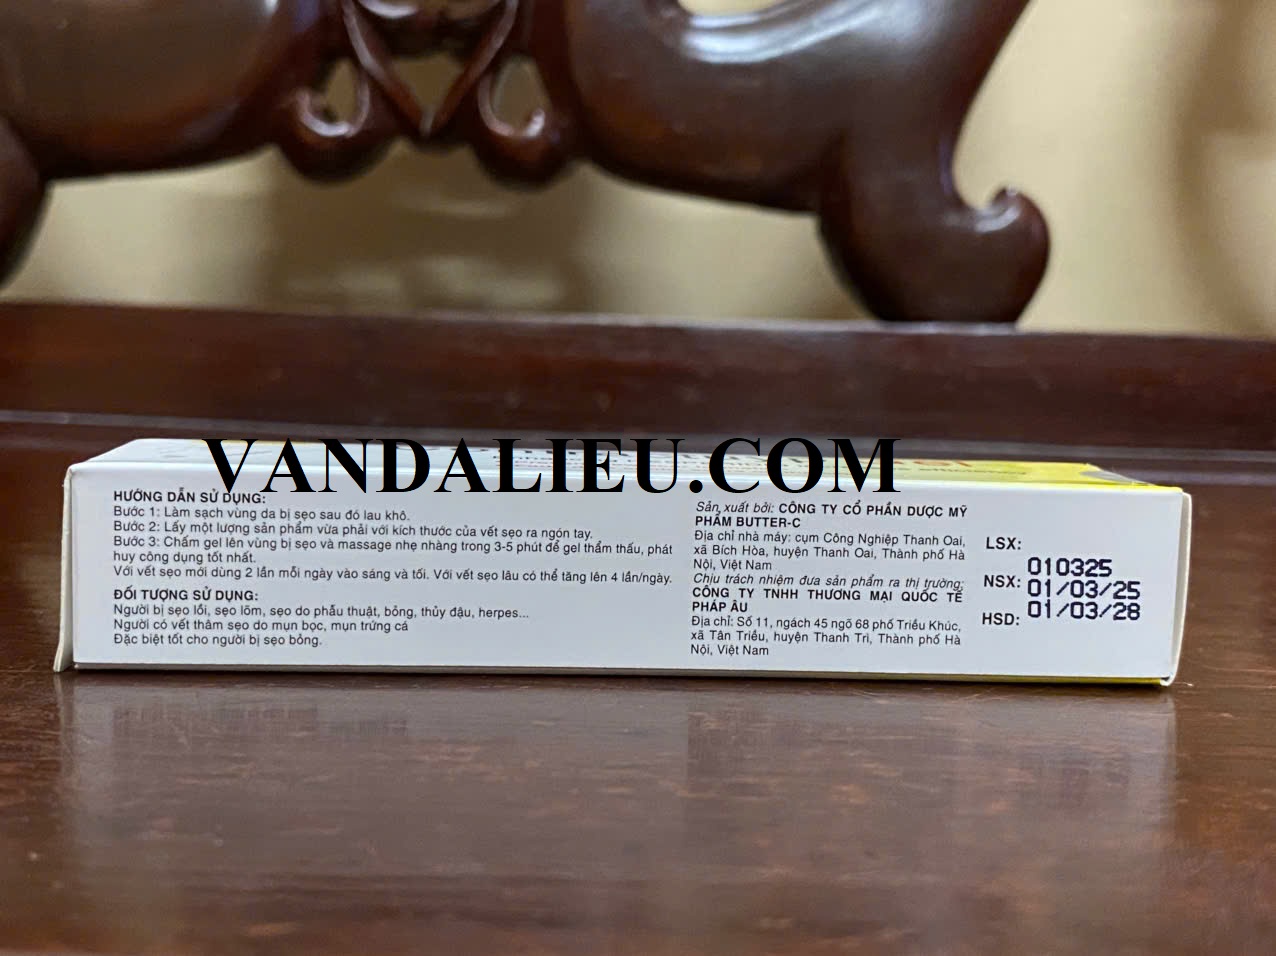 VANDALIEU.COM
HƯỚNG DẪN SỬ DỤNG:
Bước 1: Làm sạch vùng da bị sẹo sau đó lau khô.
Bước 2: Lấy một lượng sản phẩm vừa phải với kích thước của vết sẹo ra ngón tay.
Bước 3: Chấm gel lên vùng bị sẹo và massage nhẹ nhàng trong 3-5 phút để gel thẩm thấu, phát
huy công dụng tốt nhất.
Với vết sẹo mới dùng 2 lần mỗi ngày vào sáng và tối. Với vết sẹo lâu có thể tăng lên 4 lần/ngày.
ĐỐI TƯỢNG SỬ DỤNG:
Người bị sẹo lồi, sẹo lõm, sẹo do phẫu thuật, bỏng, thủy đậu, herpes...
Người có vết thâm sẹo do mụn bọc, mụn trứng cá
Đặc biệt tốt cho người bị sẹo bỏng.
Sản xuất bởi: CÔNG TY CỔ PHẦN DƯỢC MỸ
PHẨM BUTTER-C
Địa chỉ nhà máy: cụm Công Nghiệp Thanh Oai,
xã Bích Hòa, huyện Thanh Oai, Thành phố Hà
Nội, Việt Nam
Chịu trách nhiệm đưa sản phẩm ra thị trường:
CÔNG TY TNHH THƯƠNG MẠI QUỐC TẾ
PHÁP ÂU
Địa chỉ: Số 11, ngách 45 ngõ 68 phố Triều Khúc,
xã Tân Triều, huyện Thanh Trì, Thành phố Hà
Nội, Việt Nam
LSX: 010325
NSX: 01/03/25
HSD: 01/03/28